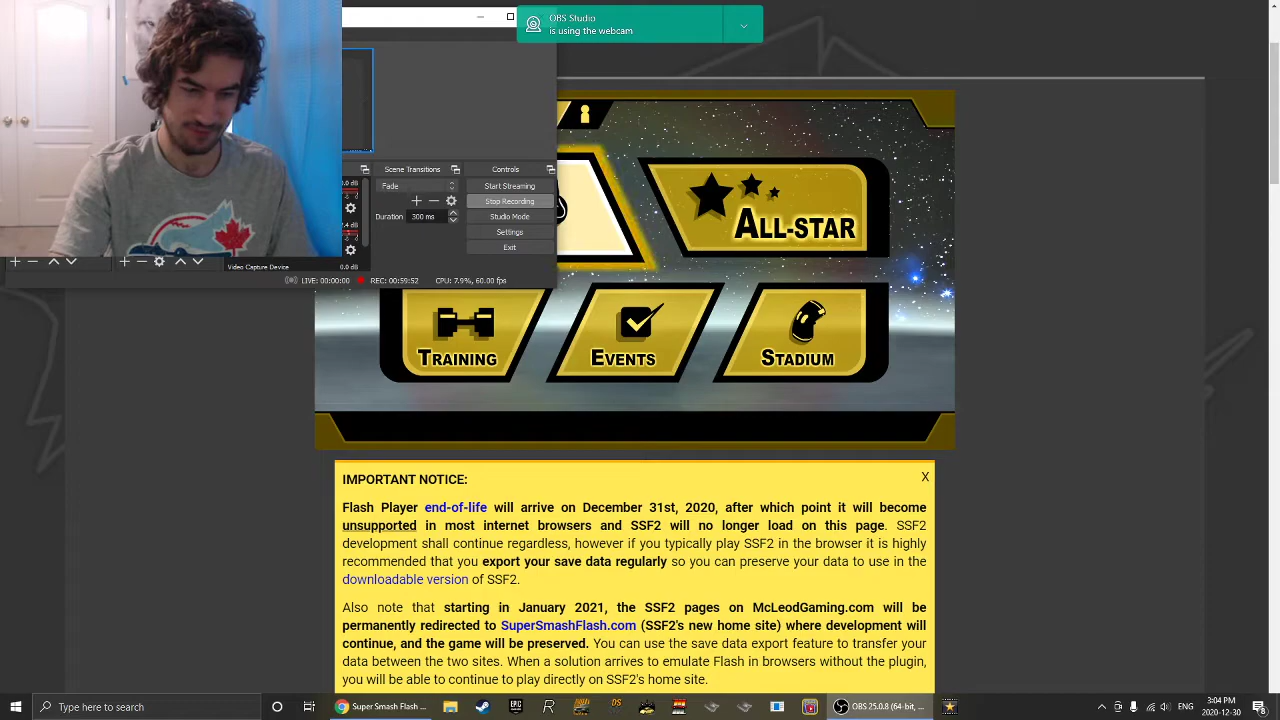 OBS Studio
is using the webcam
ALL-STAR
Scene Transitions
Controls
0.0 dB
Fade
Start Streaming
Stop Recording
Duration 300 ms
Studio Mode
Settings
Exit
Video Capture Device
0.0 dB
LIVE: 00:00:00
REC: 00:59:52
CPU: 7.9%, 60.00 fps
TRAINING
EVENTS
STADIUM
IMPORTANT NOTICE:
X
Flash Player end-of-life will arrive on December 31st, 2020, after which point it will become
unsupported in most internet browsers and SSF2 will no longer load on this page. SSF2
development shall continue regardless, however if you typically play SSF2 in the browser it is highly
recommended that you export your save data regularly so you can preserve your data to use in the
downloadable version of SSF2.
Also note that starting in January 2021, the SSF2 pages on McLeodGaming.com will be
permanently redirected to SuperSmashFlash.com (SSF2's new home site) where development will
continue, and the game will be preserved. You can use the save data export feature to transfer your
data between the two sites. When a solution arrives to emulate Flash in browsers without the plugin,
you will be able to continue to play directly on SSF2's home site.
Type here to search
Super Smash Flash ...
OBS 25.0.8 (64-bit, ...
ENG
3:04 PM
2020-12-30